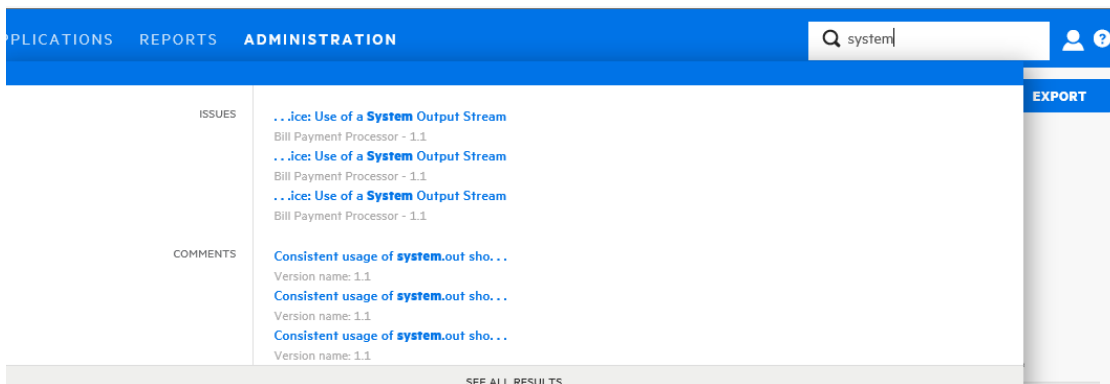 PPLICATIONS REPORTS ADMINISTRATION system ?
EXPORT
ISSUES . . .ice: Use of a System Output Stream
Bill Payment Processor - 1.1
. . .ice: Use of a System Output Stream
Bill Payment Processor - 1.1
. . .ice: Use of a System Output Stream
Bill Payment Processor - 1.1
COMMENTS Consistent usage of system.out sho. . .
Version name: 1.1
Consistent usage of system.out sho. . .
Version name: 1.1
Consistent usage of system.out sho. . .
Version name: 1.1
SEE ALL RESULTS